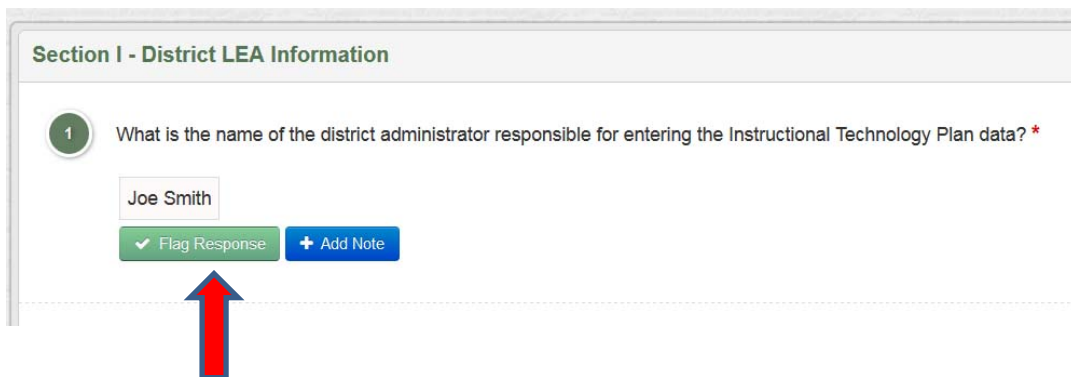 Section I - District LEA Information
1
What is the name of the district administrator responsible for entering the Instructional Technology Plan data? *
Joe Smith
Flag Response
Add Note